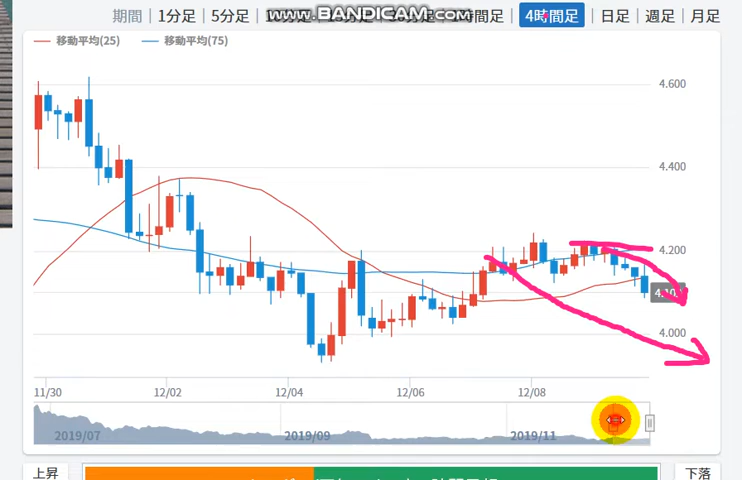 期間 1分足 5分足 4時間足 日足 週足 月足
www.BANDICAM.com
移動平均(25) 移動平均(75)
4.600
4.400
4.200
4.000
11/30 12/02 12/04 12/06 12/08
2019/07 2019/09 2019/11
上昇 下落